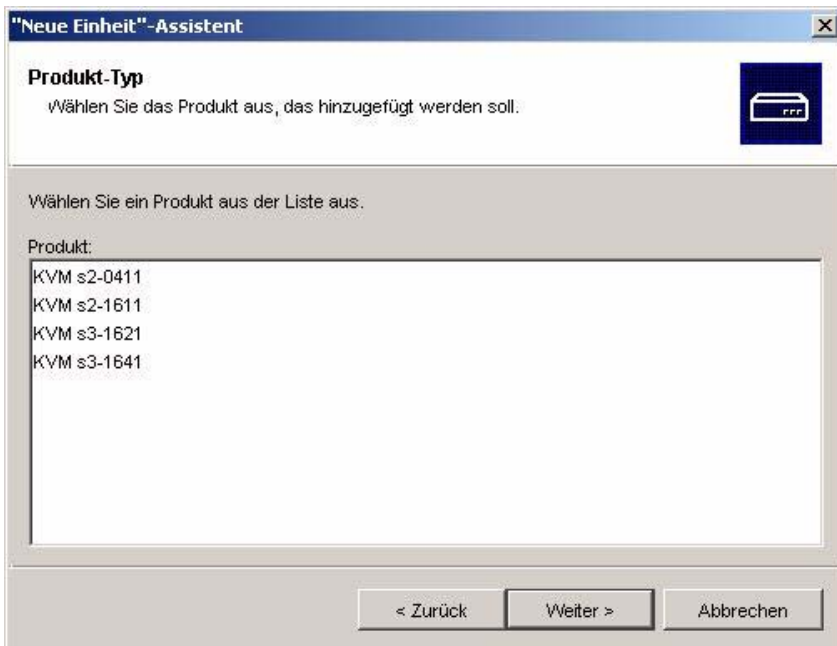 "Neue Einheit"-Assistent
Produkt-Typ
Wählen Sie das Produkt aus, das hinzugefügt werden soll.
Wählen Sie ein Produkt aus der Liste aus.
Produkt:
KVM s2-0411
KVM s2-1611
KVM s3-1621
KVM s3-1641
< Zurück Weiter > Abbrechen